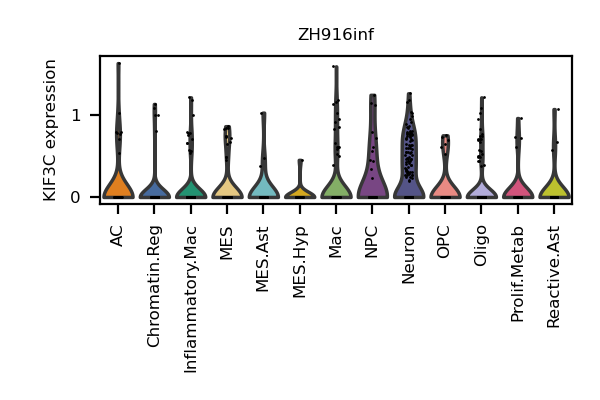 ZH916inf
KIF3C expression
1
0
AC
Chromatin.Reg
Inflammatory.Mac
MES
MES.Ast
MES.Hyp
Mac
NPC
Neuron
OPC
Oligo
Prolif.Metab
Reactive.Ast